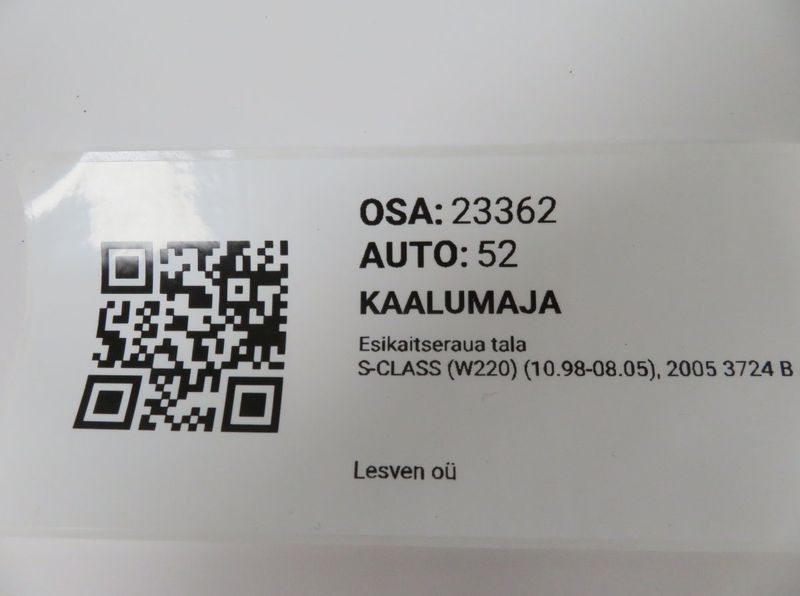 OSA: 23362
AUTO: 52
KAALUMAJA
Esikaitseraua tala
S-CLASS (W220) (10.98-08.05), 2005 3724 B
Lesven oü